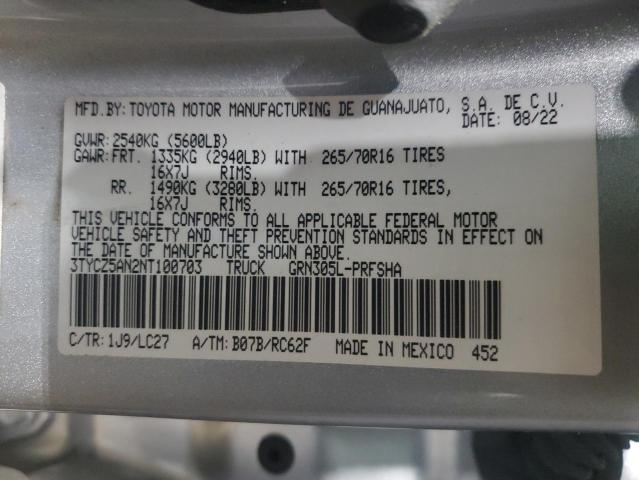 MFD.BY: TOYOTA MOTOR MANUFACTURING DE GUANAJUATO, S.A. DE C.V.
DATE: 08/22
GVWR: 2540KG (5600LB)
GAWR: FRT. 1335KG (2940LB) WITH 265/70R16 TIRES
16X7J RIMS.
RR. 1490KG (3280LB) WITH 265/70R16 TIRES,
16X7J RIMS.
THIS VEHICLE CONFORMS TO ALL APPLICABLE FEDERAL MOTOR
VEHICLE SAFETY AND THEFT PREVENTION STANDARDS IN EFFECT ON
THE DATE OF MANUFACTURE SHOWN ABOVE.
3TYCZ5AN2NT100703 TRUCK GRN305L-PRFSHA
C/TR: 1J9/LC27 A/TM: B07B/RC62F MADE IN MEXICO 452